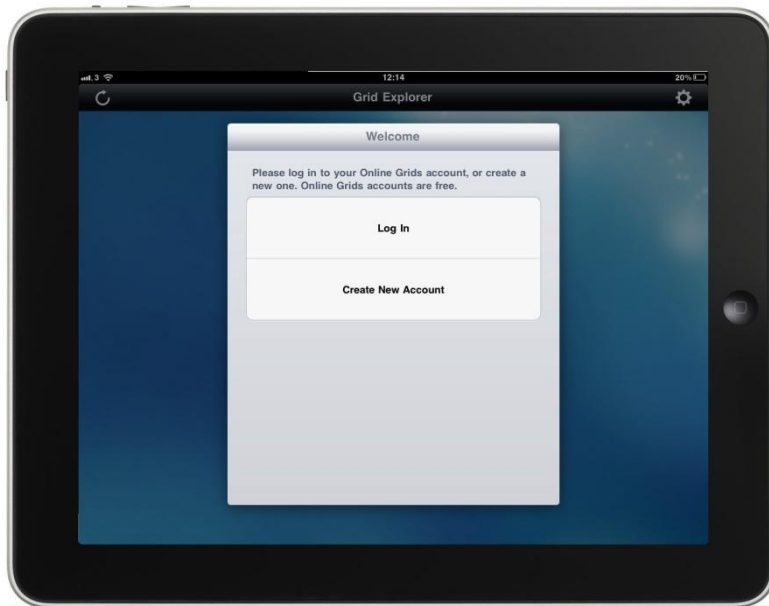 3
12:14
20%
Grid Explorer
Welcome
Please log in to your Online Grids account, or create a
new one. Online Grids accounts are free.
Log In
Create New Account